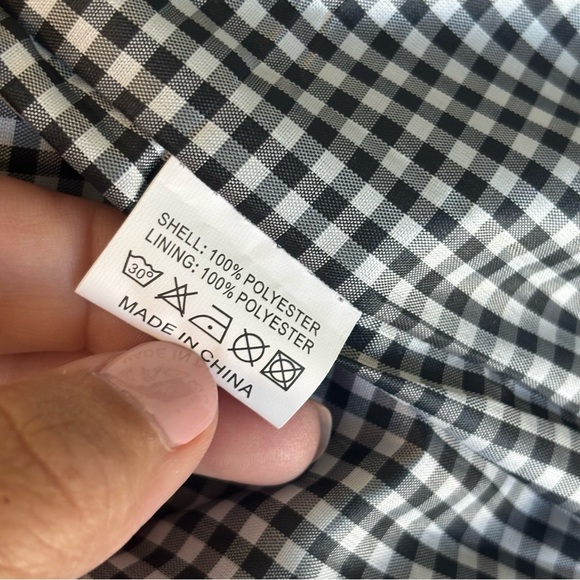 SHELL: 100% POLYESTER
LINING: 100% POLYESTER
30°
MADE IN CHINA